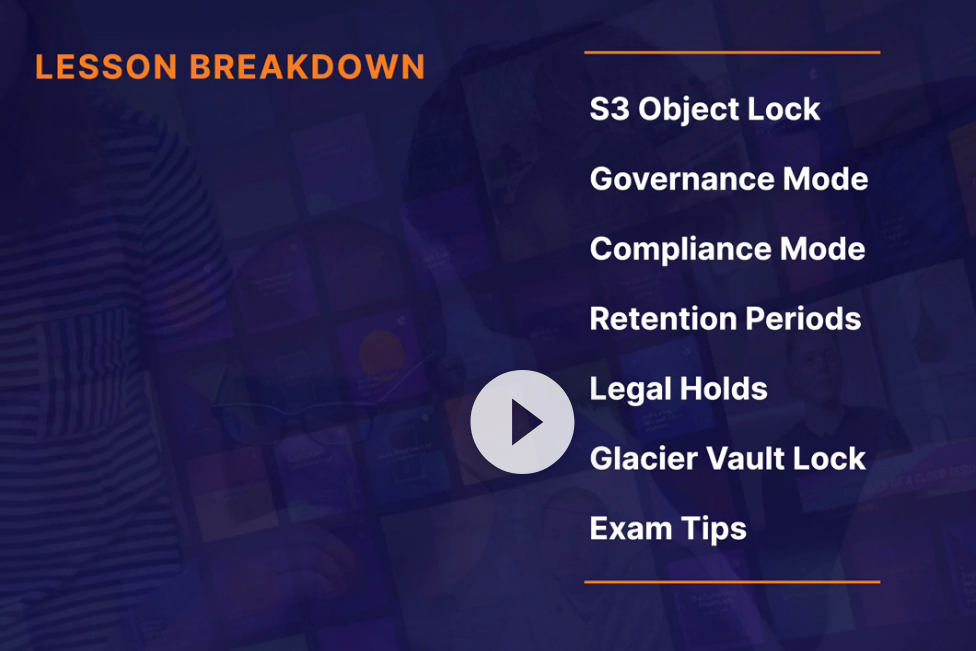 LESSON BREAKDOWN
S3 Object Lock
Governance Mode
Compliance Mode
Retention Periods
Legal Holds
Glacier Vault Lock
Exam Tips